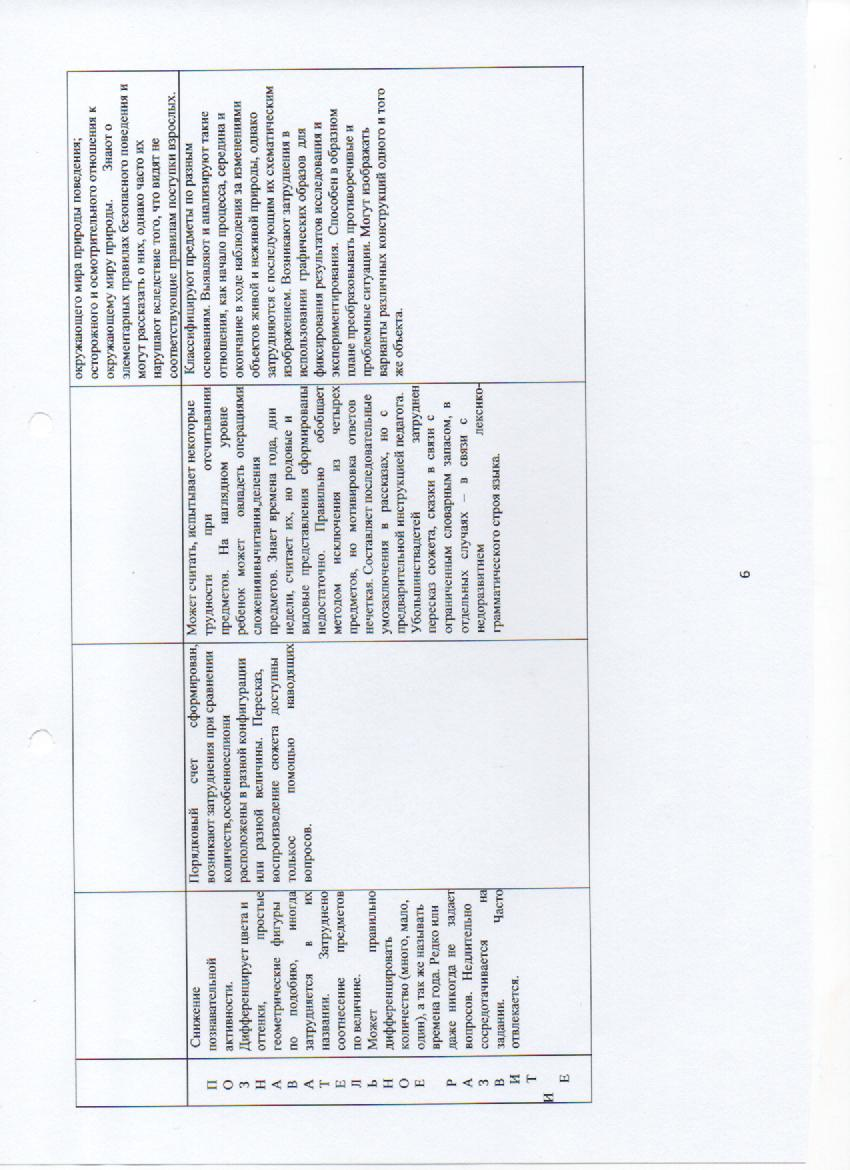 окружающего мира природы поведения;
осторожного и осмотрительного отношения к
окружающему миру природы. Знают о
элементарных правилах безопасного поведения и
могут рассказать о них, однако часто их
нарушают вследствие того, что видят не
соответствующие правилам поступки взрослых.
П
О
З
Н
А
В
А
Т
Е
Л
Ь
Н
О
Е
Р
А
З
В
И
Т
И
Е
Снижение
познавательной
активности.
Дифференцирует цвета и
оттенки, простые
геометрические фигуры
по подобию, иногда
затрудняется в их
названии. Затруднено
соотнесение предметов
по величине.
Может правильно
дифференцировать
количество (много, мало,
один), а так же называть
времена года. Редко или
даже никогда не задает
вопросов. Недлительно
сосредотачивается на
задании. Часто
отвлекается.
Порядковый счет сформирован,
возникают затруднения при сравнении
количеств,особенноеслиони
расположены в разной конфигурации
или разной величины. Пересказ,
воспроизведение сюжета доступны
толькос помощью наводящих
вопросов.
Может считать, испытывает некоторые
трудности при отсчитывании
предметов. На наглядном уровне
ребенок может овладеть операциями
сложениявычитания,деления
предметов. Знает времена года, дни
недели, считает их, но родовые и
видовые представления сформированы
недостаточно. Правильно обобщает
методом исключения из четырех
предметов, но мотивировка ответов
нечеткая. Составляет последовательные
умозаключения в рассказах, но с
предварительной инструкцией педагога.
Убольшинствадетей затруднен
пересказ сюжета, сказки в связи с
ограниченным словарным запасом, в
отдельных случаях – в связи с
недоразвитием лексико-
грамматического строя языка.
Классифицируют предметы по разным
основаниям. Выявляют и анализируют такие
отношения, как начало процесса, середина и
окончание в ходе наблюдения за изменениями
объектов живой и неживой природы, однако
затрудняются с последующим их схематическим
изображением. Возникают затруднения в
использовании графических образов для
фиксирования результатов исследования и
экспериментирования. Способен в образном
плане преобразовывать противоречивые и
проблемные ситуации. Могут изображать
варианты различных конструкций одного и того
же объекта.
6